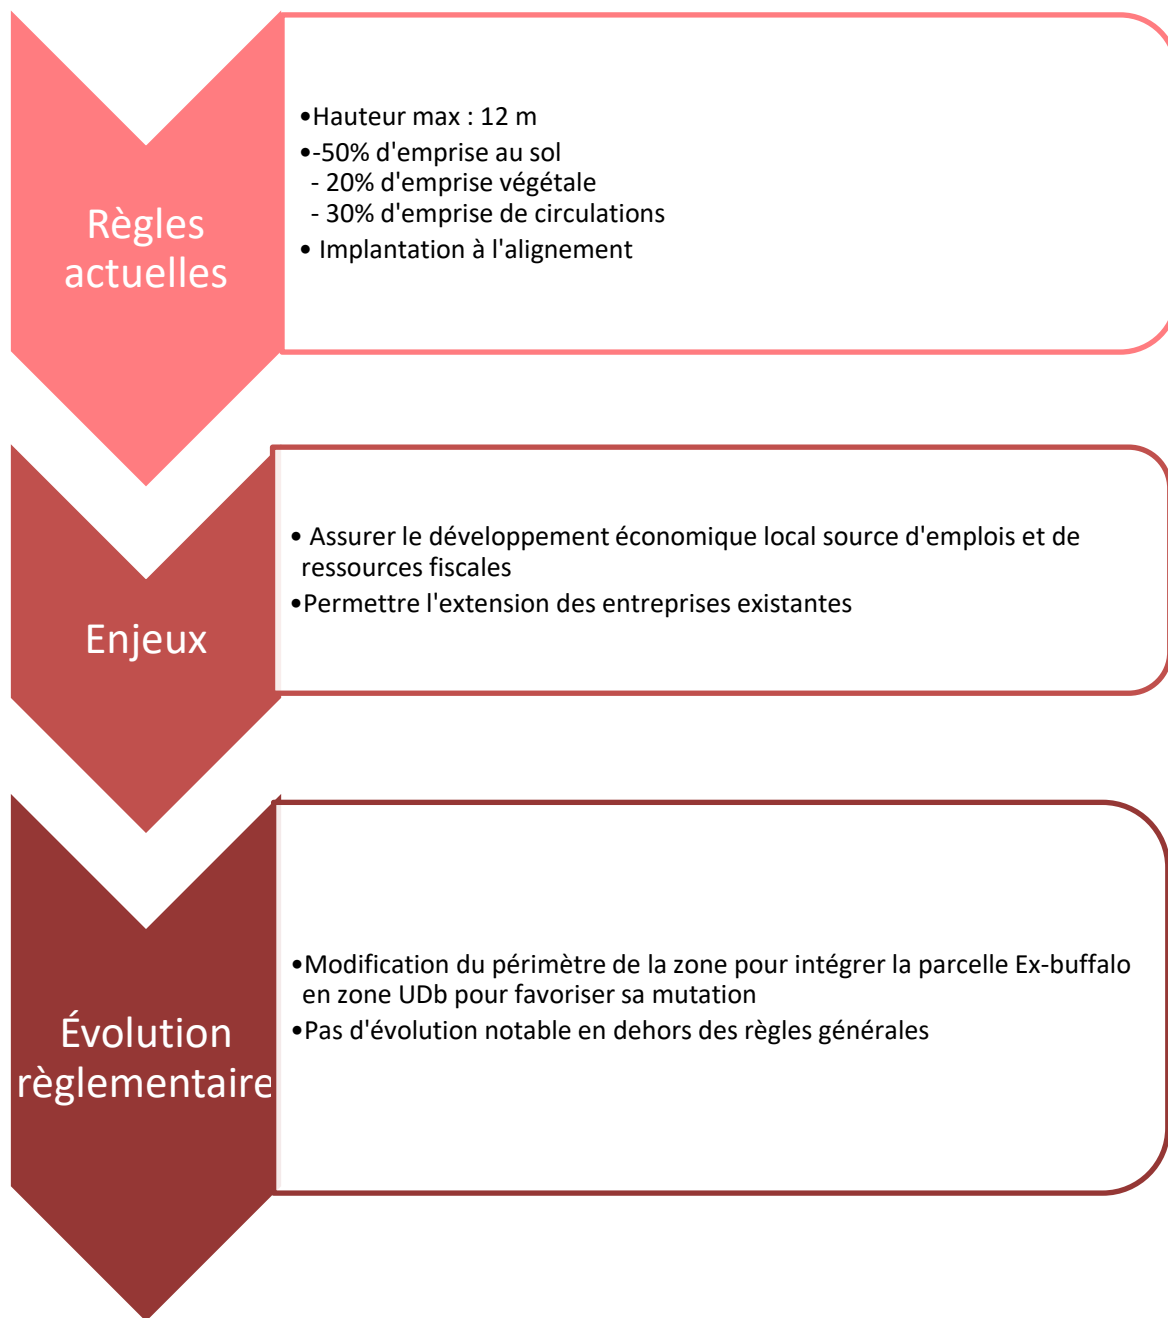 Règles
actuelles
•Hauteur max : 12 m
•-50% d'emprise au sol
- 20% d'emprise végétale
- 30% d'emprise de circulations
• Implantation à l'alignement
Enjeux
• Assurer le développement économique local source d'emplois et de
ressources fiscales
•Permettre l'extension des entreprises existantes
Évolution
règlementaire
•Modification du périmètre de la zone pour intégrer la parcelle Ex-buffalo
en zone UDb pour favoriser sa mutation
•Pas d'évolution notable en dehors des règles générales